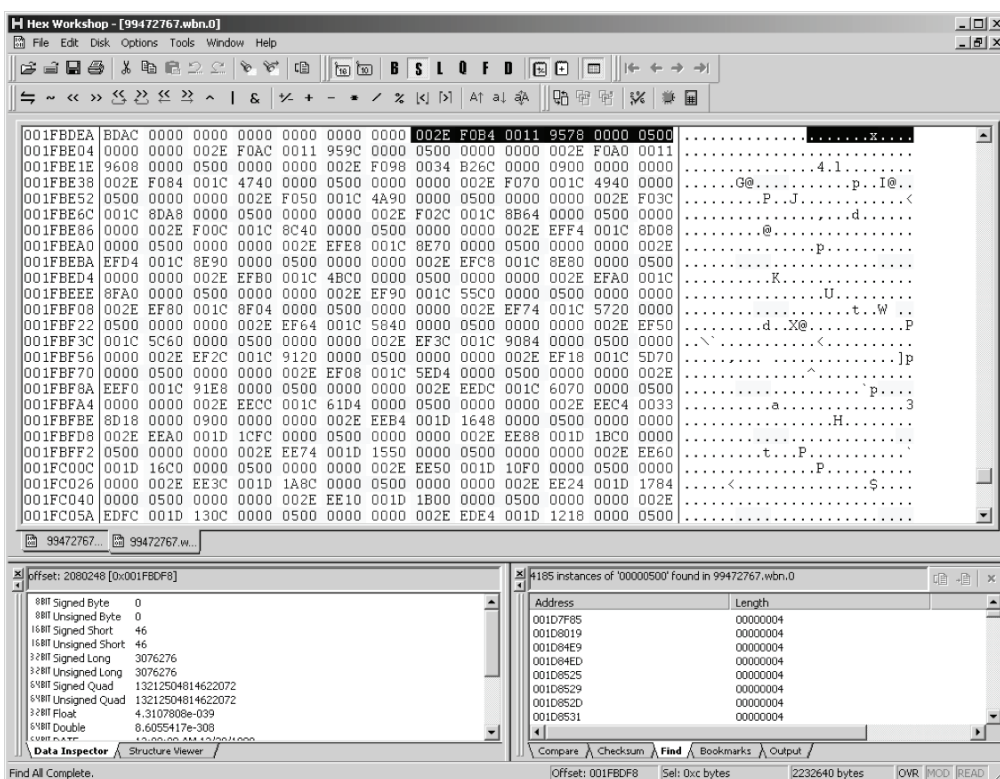 Hex Workshop - [99472767.wbn.0]
File Edit Disk Options Tools Window Help
B S L Q F D
001FBDEA BDAC 0000 0000 0000 0000 0000 0000 002E F0B4 0011 9578 0000 0500 .......................x....
001FBE04 0000 0000 002E F0AC 0011 959C 0000 0500 0000 0000 002E F0A0 0011
001FBE1E 9608 0000 0500 0000 0000 002E F098 0034 B26C 0000 0900 0000 0000
001FBE38 002E F084 001C 4740 0000 0500 0000 0000 002E F070 001C 4940 0000
001FBE52 0500 0000 0000 002E F050 001C 4A90 0000 0500 0000 0000 002E F03C
001FBE6C 001C 8DA8 0000 0500 0000 0000 002E F02C 001C 8B64 0000 0500 0000
001FBE86 0000 002E F00C 001C 8C40 0000 0500 0000 0000 002E EFF4 001C 8D08
001FBEA0 0000 0500 0000 0000 002E EFE8 001C 8E70 0000 0500 0000 0000 002E
001FBEBA EFD4 001C 8E90 0000 0500 0000 0000 002E EFC8 001C 8E80 0000 0500
001FBED4 0000 0000 002E EFB0 001C 4BC0 0000 0500 0000 0000 002E EFA0 001C
001FBEEE 8FA0 0000 0500 0000 0000 002E EF90 001C 55C0 0000 0500 0000 0000
001FBF08 002E EF80 001C 8F04 0000 0500 0000 0000 002E EF74 001C 5720 0000
001FBF22 0500 0000 0000 002E EF64 001C 5840 0000 0500 0000 0000 002E EF50
001FBF3C 001C 5C60 0000 0500 0000 0000 002E EF3C 001C 9084 0000 0500 0000
001FBF56 0000 002E EF2C 001C 9120 0000 0500 0000 0000 002E EF18 001C 5D70
001FBF70 0000 0500 0000 0000 002E EF08 001C 5ED4 0000 0500 0000 0000 002E
001FBF8A EEF0 001C 91E8 0000 0500 0000 0000 002E EEDC 001C 6070 0000 0500
001FBFA4 0000 0000 002E EECC 001C 61D4 0000 0500 0000 0000 002E EEC4 0033
001FBFBE 8D18 0000 0900 0000 0000 002E EEB4 001D 1648 0000 0500 0000 0000
001FBFD8 002E EEA0 001D 1CFC 0000 0500 0000 0000 002E EE88 001D 1BC0 0000
001FBFF2 0500 0000 0000 002E EE74 001D 1550 0000 0500 0000 0000 002E EE60
001FC00C 001D 16C0 0000 0500 0000 0000 002E EE50 001D 10F0 0000 0500 0000
001FC026 0000 002E EE3C 001D 1A8C 0000 0500 0000 0000 002E EE24 001D 1784
001FC040 0000 0500 0000 0000 002E EE10 001D 1B00 0000 0500 0000 0000 002E
001FC05A EDFC 001D 130C 0000 0500 0000 0000 002E EDE4 001D 1218 0000 0500
99472767... 99472767.w...
offset: 2080248 [0x001FBDF8]
8BIT Signed Byte 0
8BIT Unsigned Byte 0
16BIT Signed Short 46
16BIT Unsigned Short 46
32BIT Signed Long 3076276
32BIT Unsigned Long 3076276
64BIT Signed Quad 13212504814622072
64BIT Unsigned Quad 13212504814622072
32BIT Float 4.3107808e-039
64BIT Double 8.6055417e-308
Data Inspector Structure Viewer
4185 instances of '00000500' found in 99472767.wbn.0
Address Length
001D7F85 00000004
001D8019 00000004
001D84E9 00000004
001D84ED 00000004
001D8525 00000004
001D8529 00000004
001D852D 00000004
001D8531 00000004
Compare Checksum Find Bookmarks Output
Find All Complete.
Offset: 001FBDF8 Sel: 0xc bytes 2232640 bytes OVR MOD READ